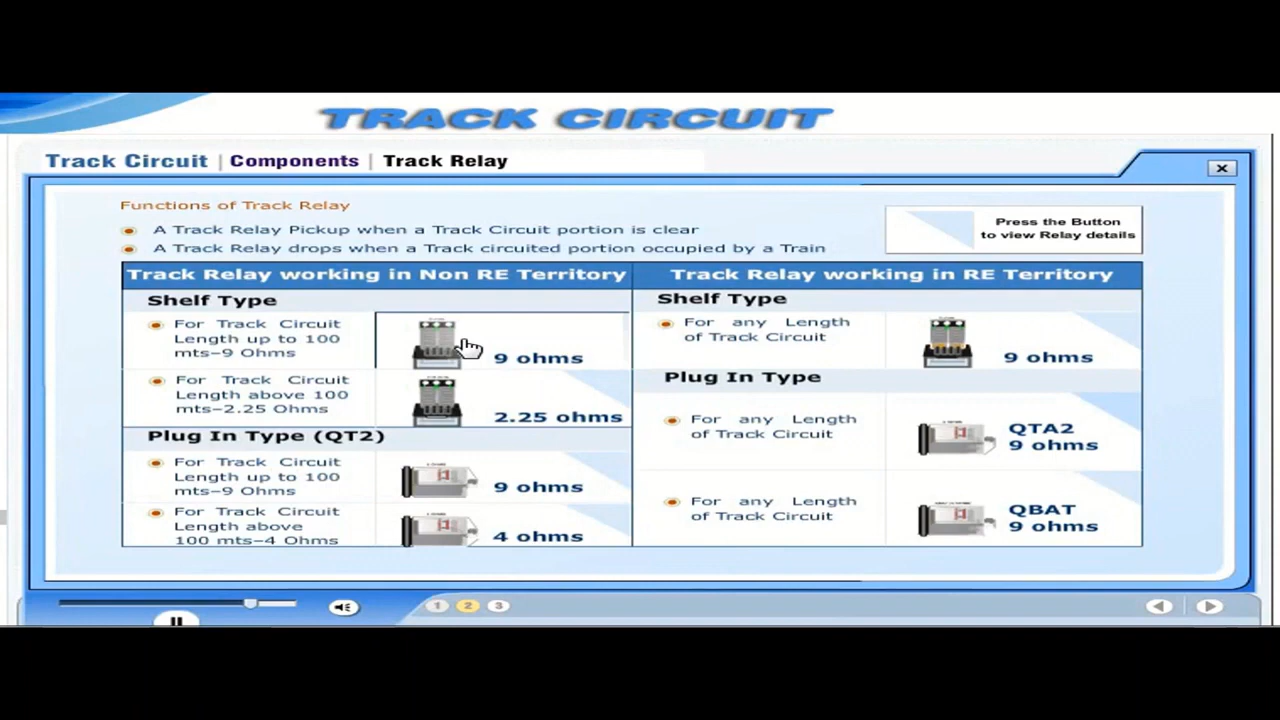 TRACK CIRCUIT
Track Circuit | Components | Track Relay
Functions of Track Relay
A Track Relay Pickup when a Track Circuit portion is clear
A Track Relay drops when a Track circuited portion occupied by a Train
Press the Button
to view Relay details
Track Relay working in Non RE Territory
Shelf Type
For Track Circuit
Length up to 100
mts–9 Ohms
9 ohms
For Track Circuit
Length above 100
mts–2.25 Ohms
2.25 ohms
Plug In Type (QT2)
For Track Circuit
Length up to 100
mts–9 Ohms
9 ohms
For Track Circuit
Length above
100 mts–4 Ohms
4 ohms
Track Relay working in RE Territory
Shelf Type
For any Length
of Track Circuit
9 ohms
Plug In Type
For any Length
of Track Circuit
QTA2
9 ohms
For any Length
of Track Circuit
QBAT
9 ohms
1 2 3